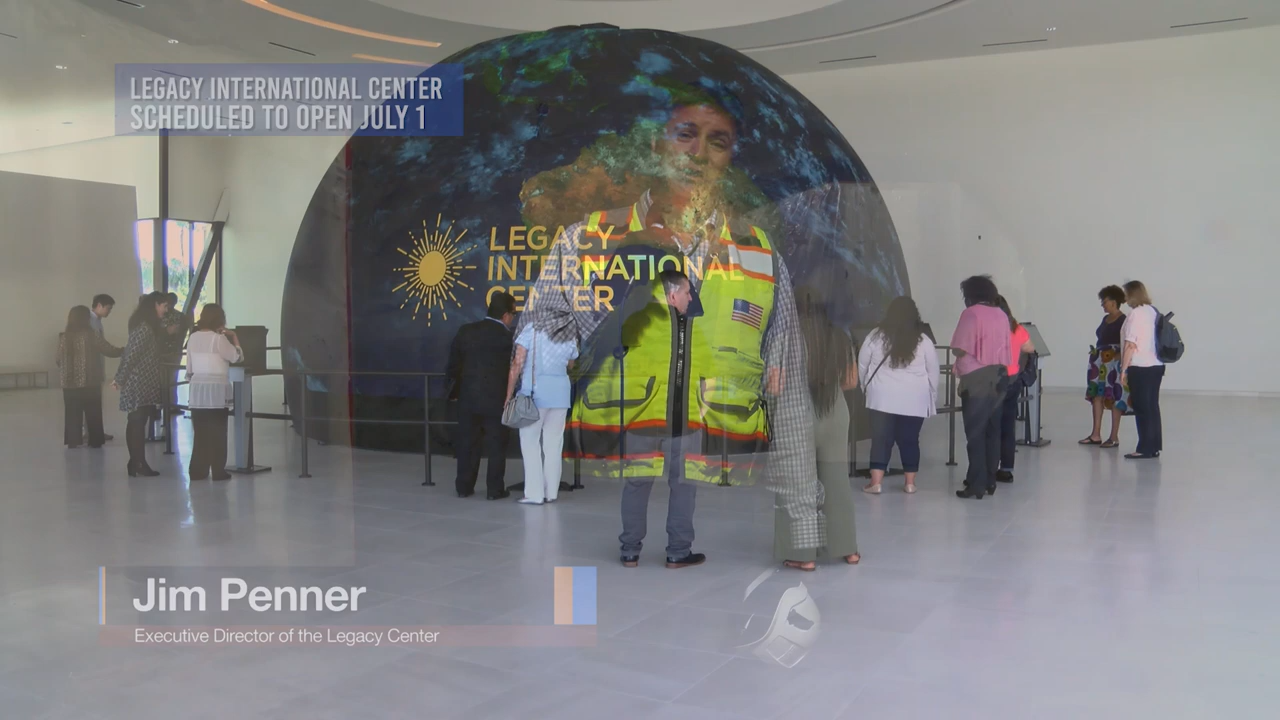 LEGACY INTERNATIONAL CENTER
SCHEDULED TO OPEN JULY 1
LEGACY
INTERNATIONAL
CENTER
Jim Penner
Executive Director of the Legacy Center